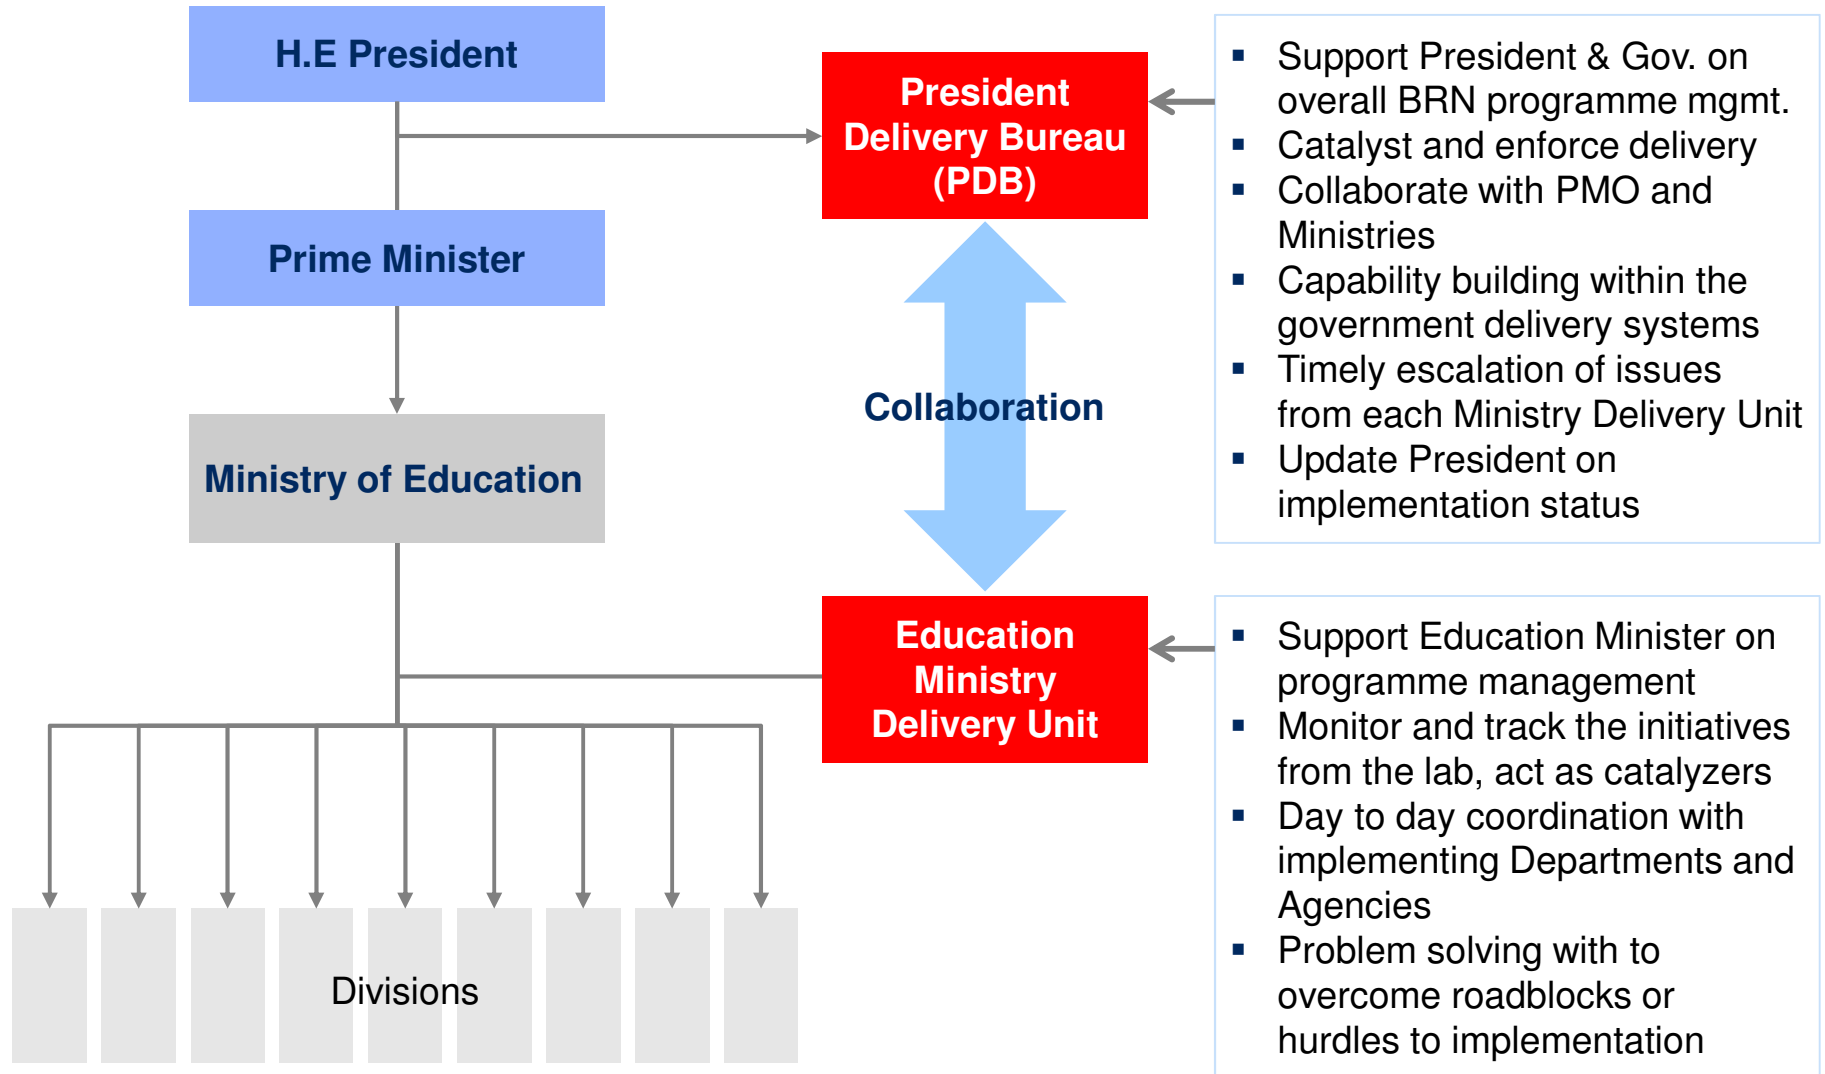 H.E President
Prime Minister
Ministry of Education
Divisions
President
Delivery Bureau
(PDB)
Collaboration
Education
Ministry
Delivery Unit
▪ Support President & Gov. on
overall BRN programme mgmt.
▪ Catalyst and enforce delivery
▪ Collaborate with PMO and
Ministries
▪ Capability building within the
government delivery systems
▪ Timely escalation of issues
from each Ministry Delivery Unit
▪ Update President on
implementation status
▪ Support Education Minister on
programme management
▪ Monitor and track the initiatives
from the lab, act as catalyzers
▪ Day to day coordination with
implementing Departments and
Agencies
▪ Problem solving with to
overcome roadblocks or
hurdles to implementation